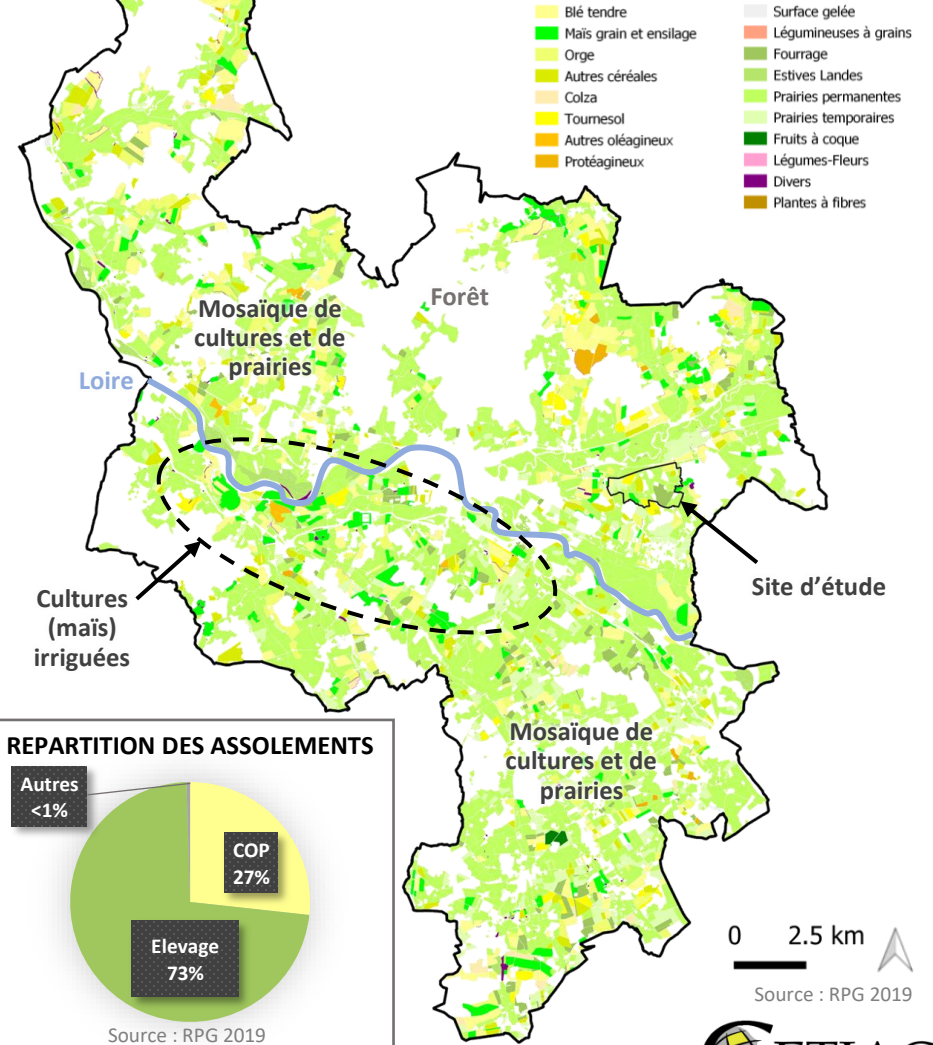 Blé tendre
Maïs grain et ensilage
Orge
Autres céréales
Colza
Tournesol
Autres oléagineux
Protéagineux
Surface gelée
Légumineuses à grains
Fourrage
Estives Landes
Prairies permanentes
Prairies temporaires
Fruits à coque
Légumes-Fleurs
Divers
Plantes à fibres
Forêt
Mosaïque de
cultures et de
prairies
Loire
Site d'étude
Cultures
(maïs)
irriguées
Mosaïque de
cultures et de
prairies
REPARTITION DES ASSOLEMENTS
Autres
<1%
COP
27%
Elevage
73%
Source : RPG 2019
0 2.5 km
Source : RPG 2019